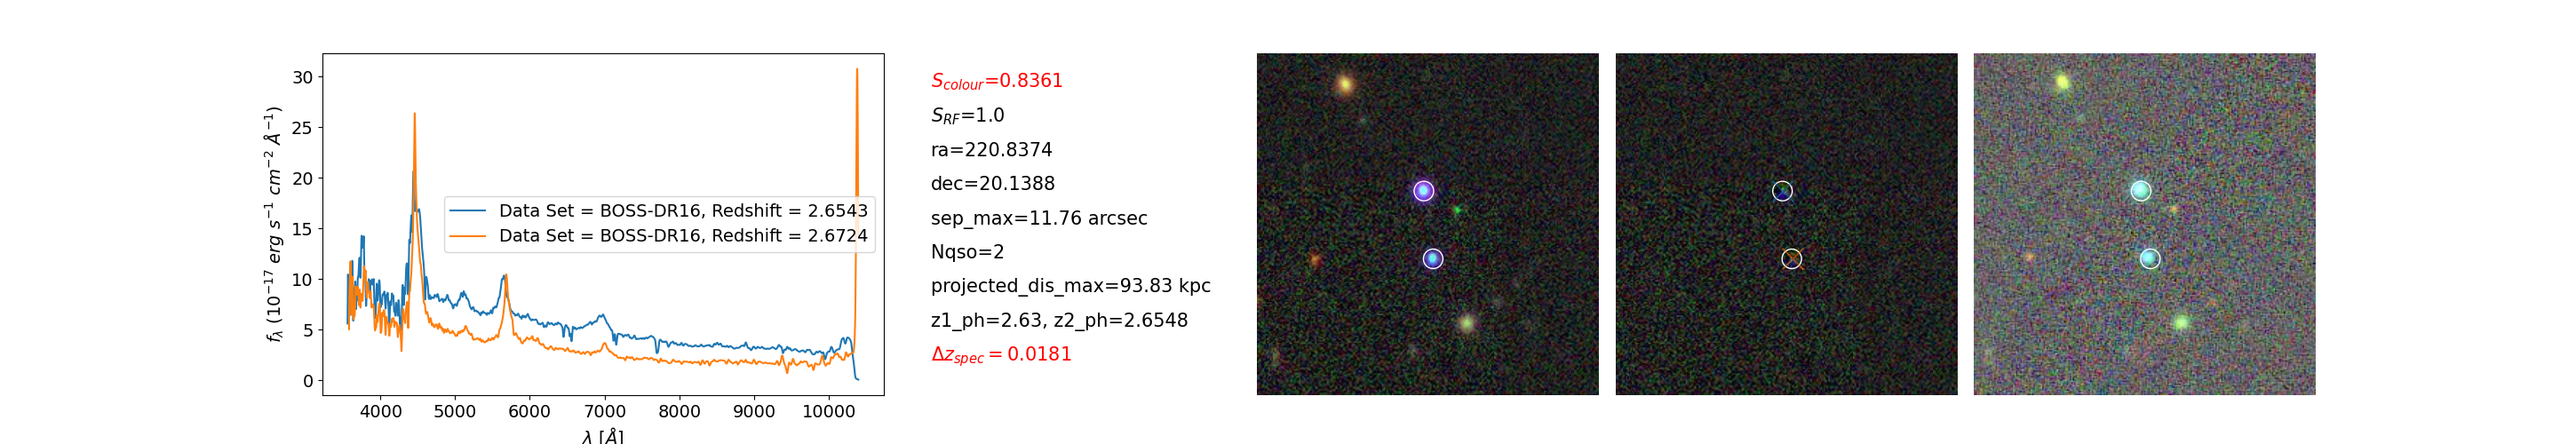 30
25
20
15
10
5
0
f_λ (10⁻¹⁷ erg s⁻¹ cm⁻² Å⁻¹)
Data Set = BOSS-DR16, Redshift = 2.6543
Data Set = BOSS-DR16, Redshift = 2.6724
4000 5000 6000 7000 8000 9000 10000
λ [Å]
S_colour=0.8361
S_RF=1.0
ra=220.8374
dec=20.1388
sep_max=11.76 arcsec
Nqso=2
projected_dis_max=93.83 kpc
z1_ph=2.63, z2_ph=2.6548
Δz_spec = 0.0181